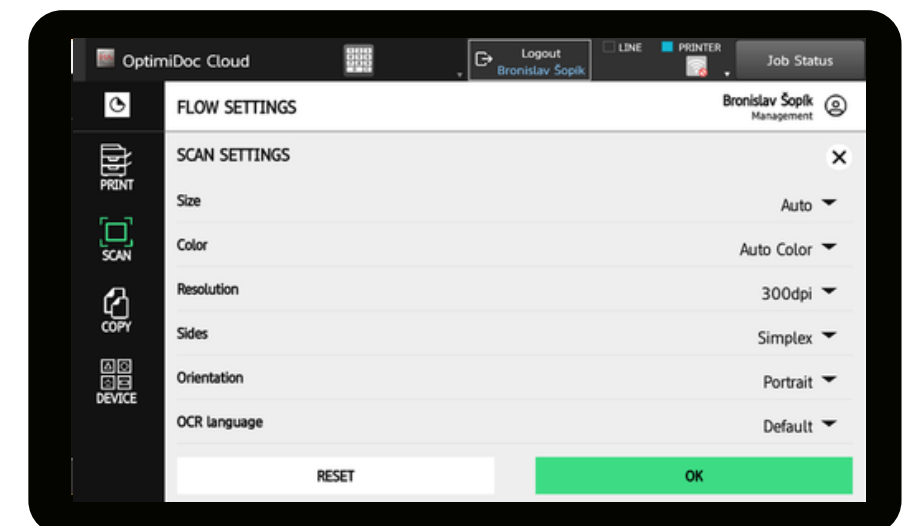 OptimiDoc Cloud
Logout
Bronislav Šopík
LINE
PRINTER
Job Status
FLOW SETTINGS
Bronislav Šopík
Management
PRINT
SCAN
COPY
DEVICE
SCAN SETTINGS
Size Auto
Color Auto Color
Resolution 300dpi
Sides Simplex
Orientation Portrait
OCR language Default
RESET
OK